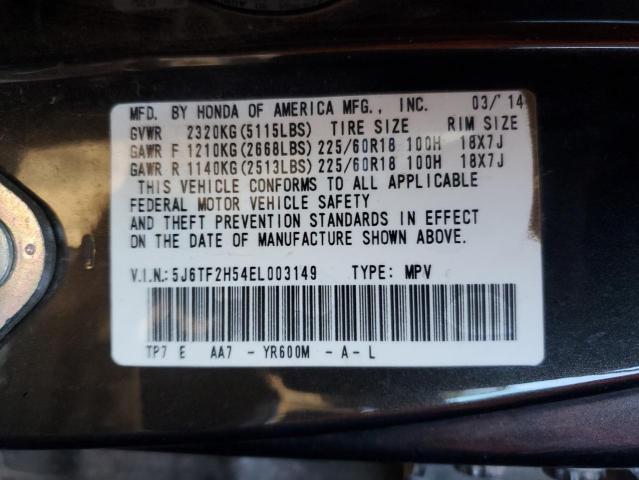 MFD. BY HONDA OF AMERICA MFG., INC. 03/'14
GVWR 2320KG(5115LBS) TIRE SIZE RIM SIZE
GAWR F 1210KG(2668LBS) 225/60R18 100H 18X7J
GAWR R 1140KG(2513LBS) 225/60R18 100H 18X7J
THIS VEHICLE CONFORMS TO ALL APPLICABLE
FEDERAL MOTOR VEHICLE SAFETY
AND THEFT PREVENTION STANDARDS IN EFFECT
ON THE DATE OF MANUFACTURE SHOWN ABOVE.
V.I.N.: 5J6TF2H54EL003149 TYPE: MPV
TP7 E AA7 - YR600M - A - L